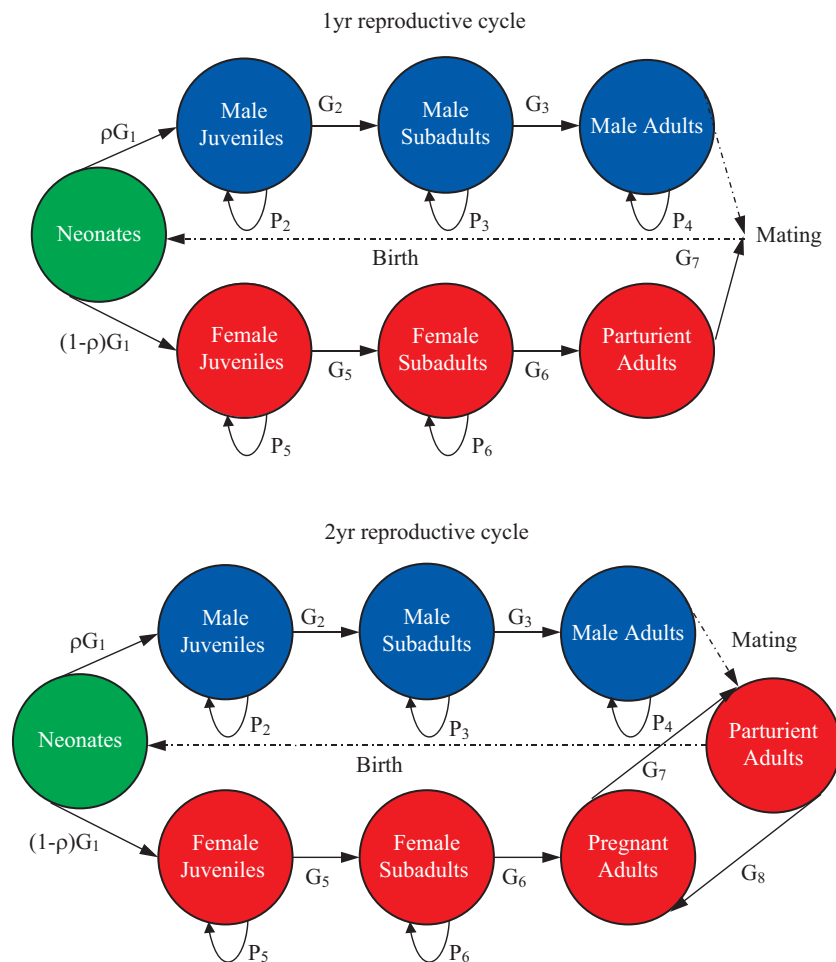 1yr reproductive cycle
Male
Juveniles
Male
Subadults
Male Adults
ρG₁
G₂
G₃
P₂
P₃
P₄
Neonates
Mating
Birth
G₇
(1-ρ)G₁
Female
Juveniles
Female
Subadults
Parturient
Adults
G₅
G₆
P₅
P₆
2yr reproductive cycle
Male
Juveniles
Male
Subadults
Male Adults
ρG₁
G₂
G₃
Mating
P₂
P₃
P₄
Neonates
Parturient
Adults
Birth
G₇
(1-ρ)G₁
Female
Juveniles
Female
Subadults
Pregnant
Adults
G₅
G₆
G₈
P₅
P₆